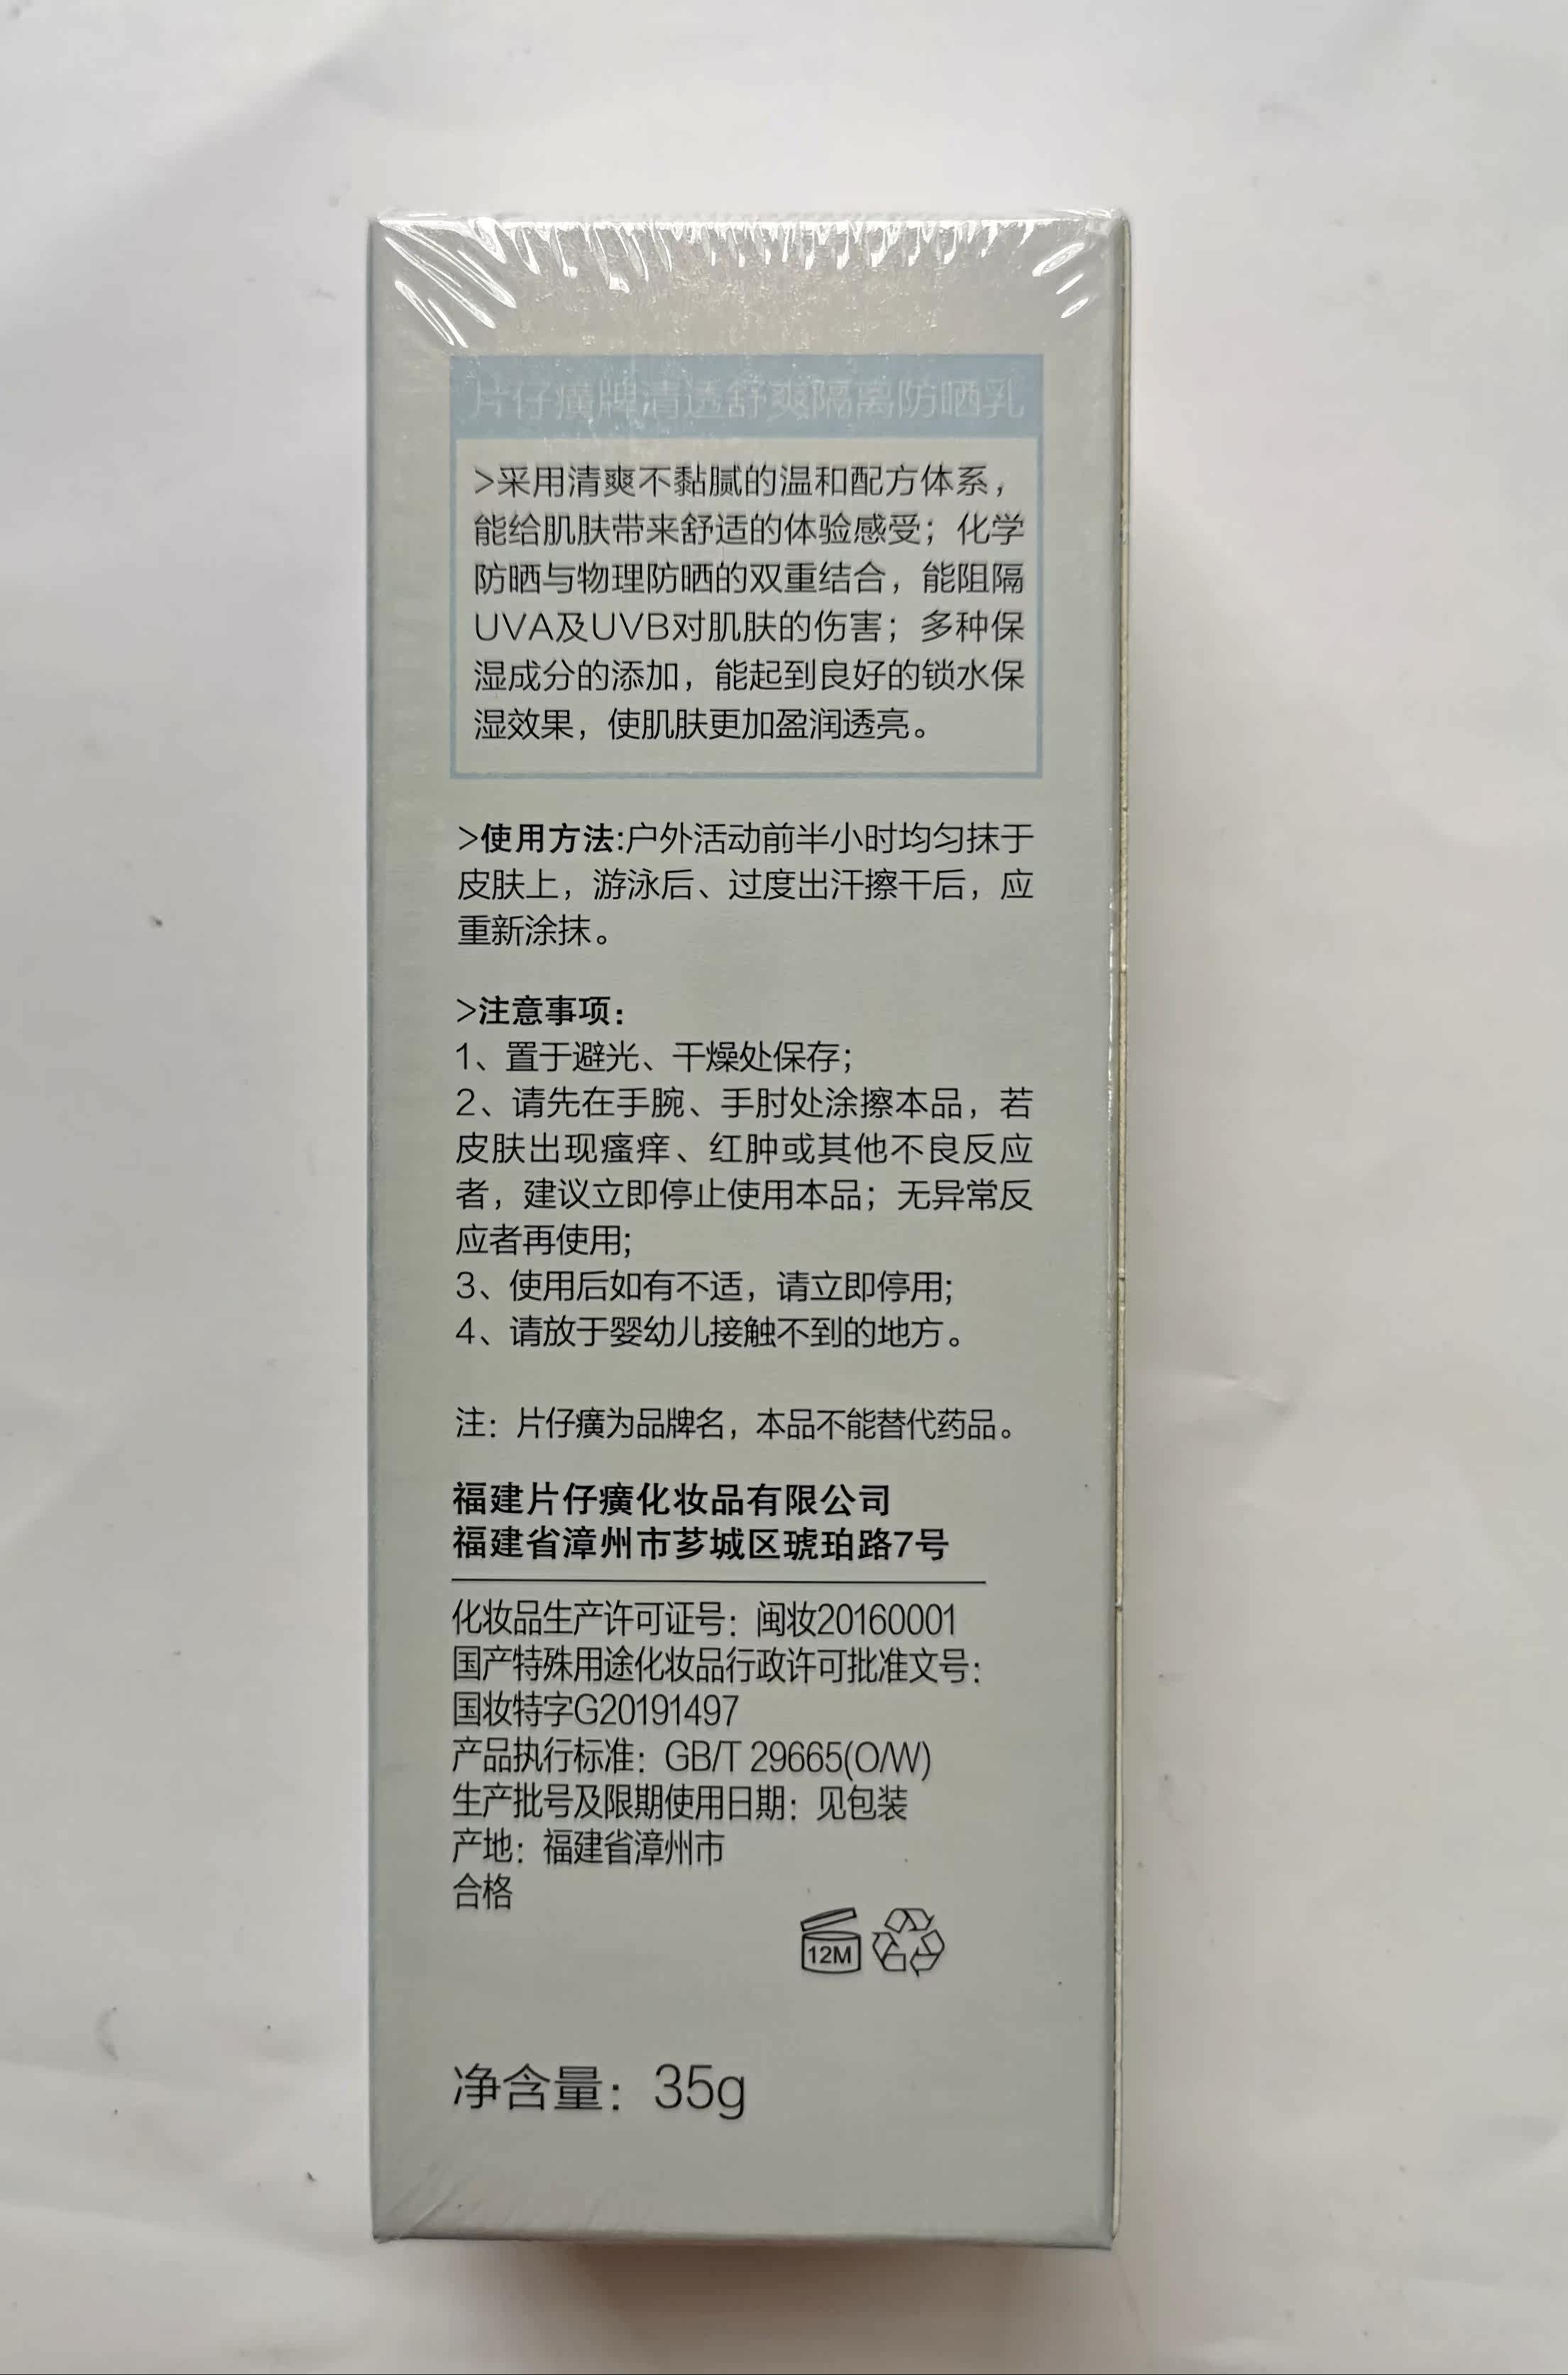 片仔癀牌清透舒爽隔离防晒乳
>采用清爽不黏腻的温和配方体系，
能给肌肤带来舒适的体验感受；化学
防晒与物理防晒的双重结合，能阻隔
UVA及UVB对肌肤的伤害；多种保
湿成分的添加，能起到良好的锁水保
湿效果，使肌肤更加盈润透亮。
>使用方法:户外活动前半小时均匀抹于
皮肤上，游泳后、过度出汗擦干后，应
重新涂抹。
>注意事项：
1、置于避光、干燥处保存；
2、请先在手腕、手肘处涂擦本品，若
皮肤出现瘙痒、红肿或其他不良反应
者，建议立即停止使用本品；无异常反
应者再使用；
3、使用后如有不适，请立即停用；
4、请放于婴幼儿接触不到的地方。
注：片仔癀为品牌名，本品不能替代药品。
福建片仔癀化妆品有限公司
福建省漳州市芗城区琥珀路7号
化妆品生产许可证号：闽妆20160001
国产特殊用途化妆品行政许可批准文号：
国妆特字G20191497
产品执行标准：GB/T 29665(O/W)
生产批号及限期使用日期：见包装
产地：福建省漳州市
合格
12M
净含量：35g